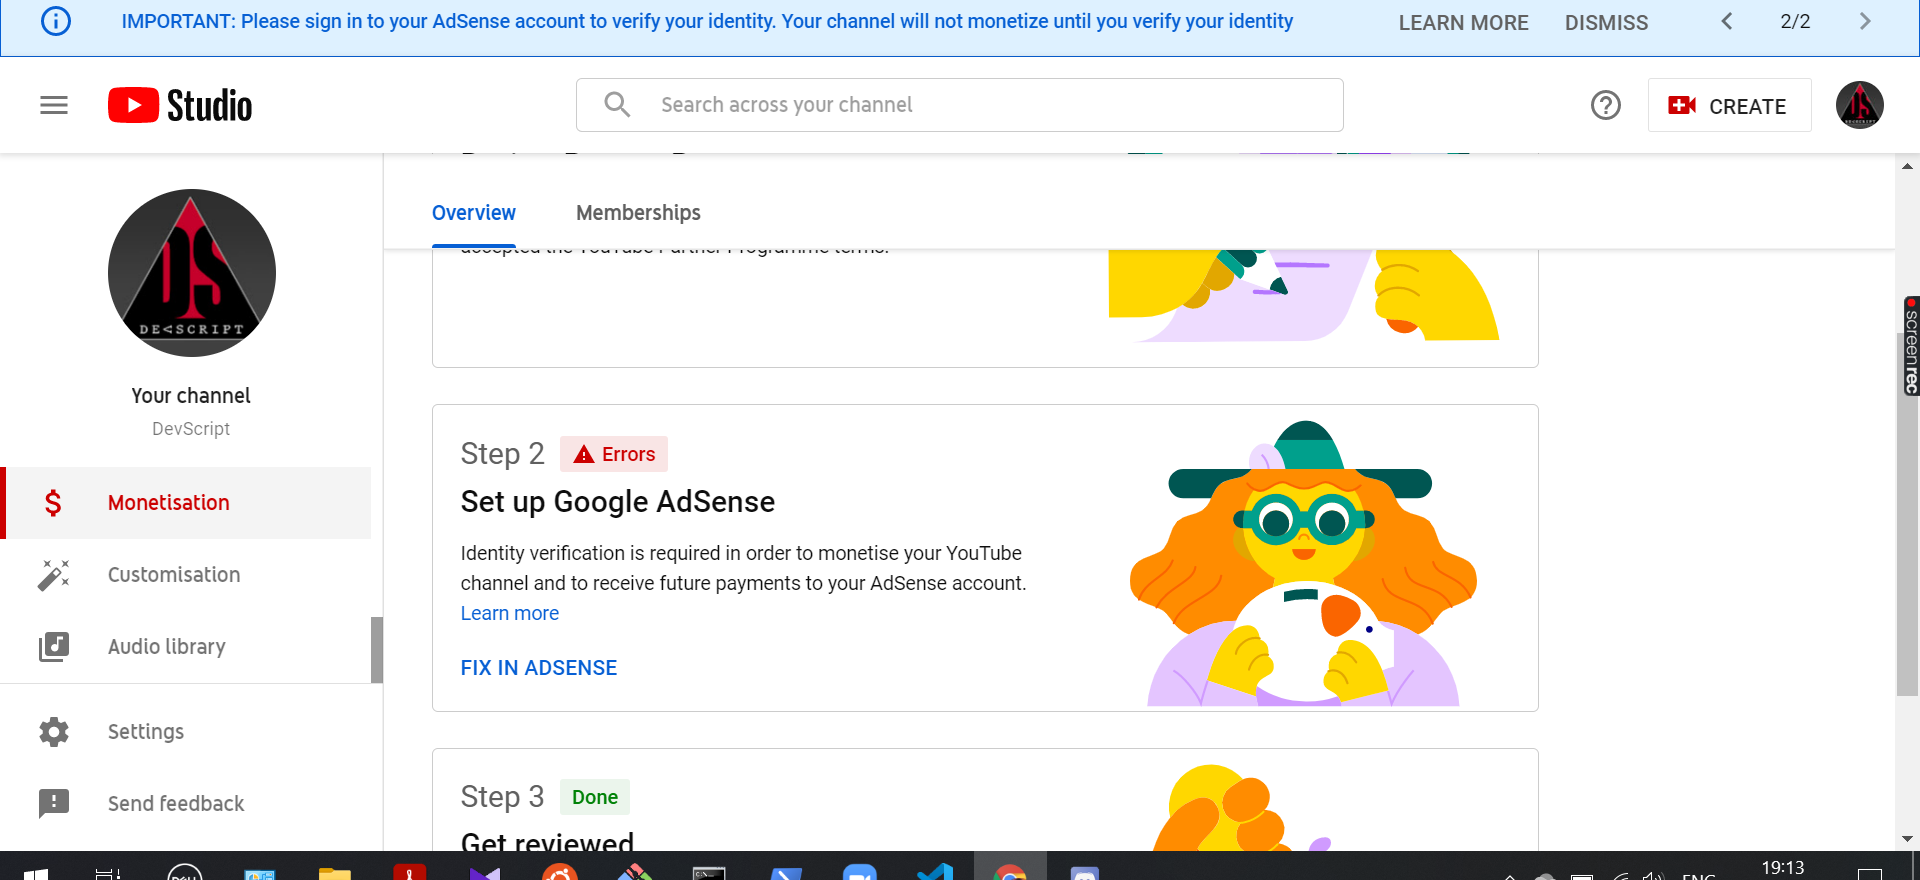 IMPORTANT: Please sign in to your AdSense account to verify your identity. Your channel will not monetize until you verify your identity
LEARN MORE
DISMISS
2/2
Studio
Search across your channel
CREATE
DEVSCRIPT
Your channel
DevScript
Monetisation
Customisation
Audio library
Settings
Send feedback
Overview
Memberships
accepted the YouTube Partner Programme terms.
Step 2
Errors
Set up Google AdSense
Identity verification is required in order to monetise your YouTube
channel and to receive future payments to your AdSense account.
Learn more
FIX IN ADSENSE
Step 3
Done
Get reviewed
screenrec
19:13
ENG